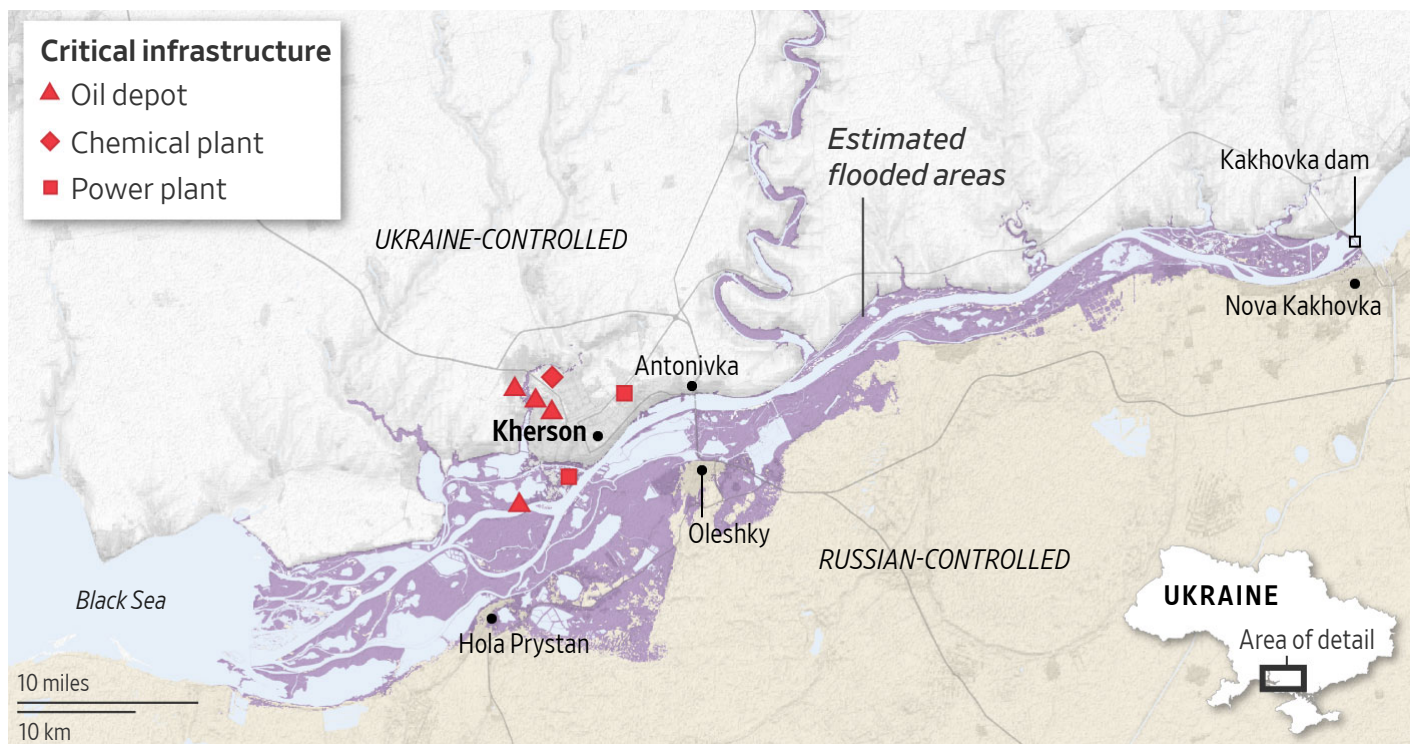 Critical infrastructure
Oil depot
Chemical plant
Power plant
Estimated
flooded areas
Kakhovka dam
UKRAINE-CONTROLLED
Nova Kakhovka
Antonivka
Kherson
Oleshky
RUSSIAN-CONTROLLED
Black Sea
Hola Prystan
UKRAINE
Area of detail
10 miles
10 km